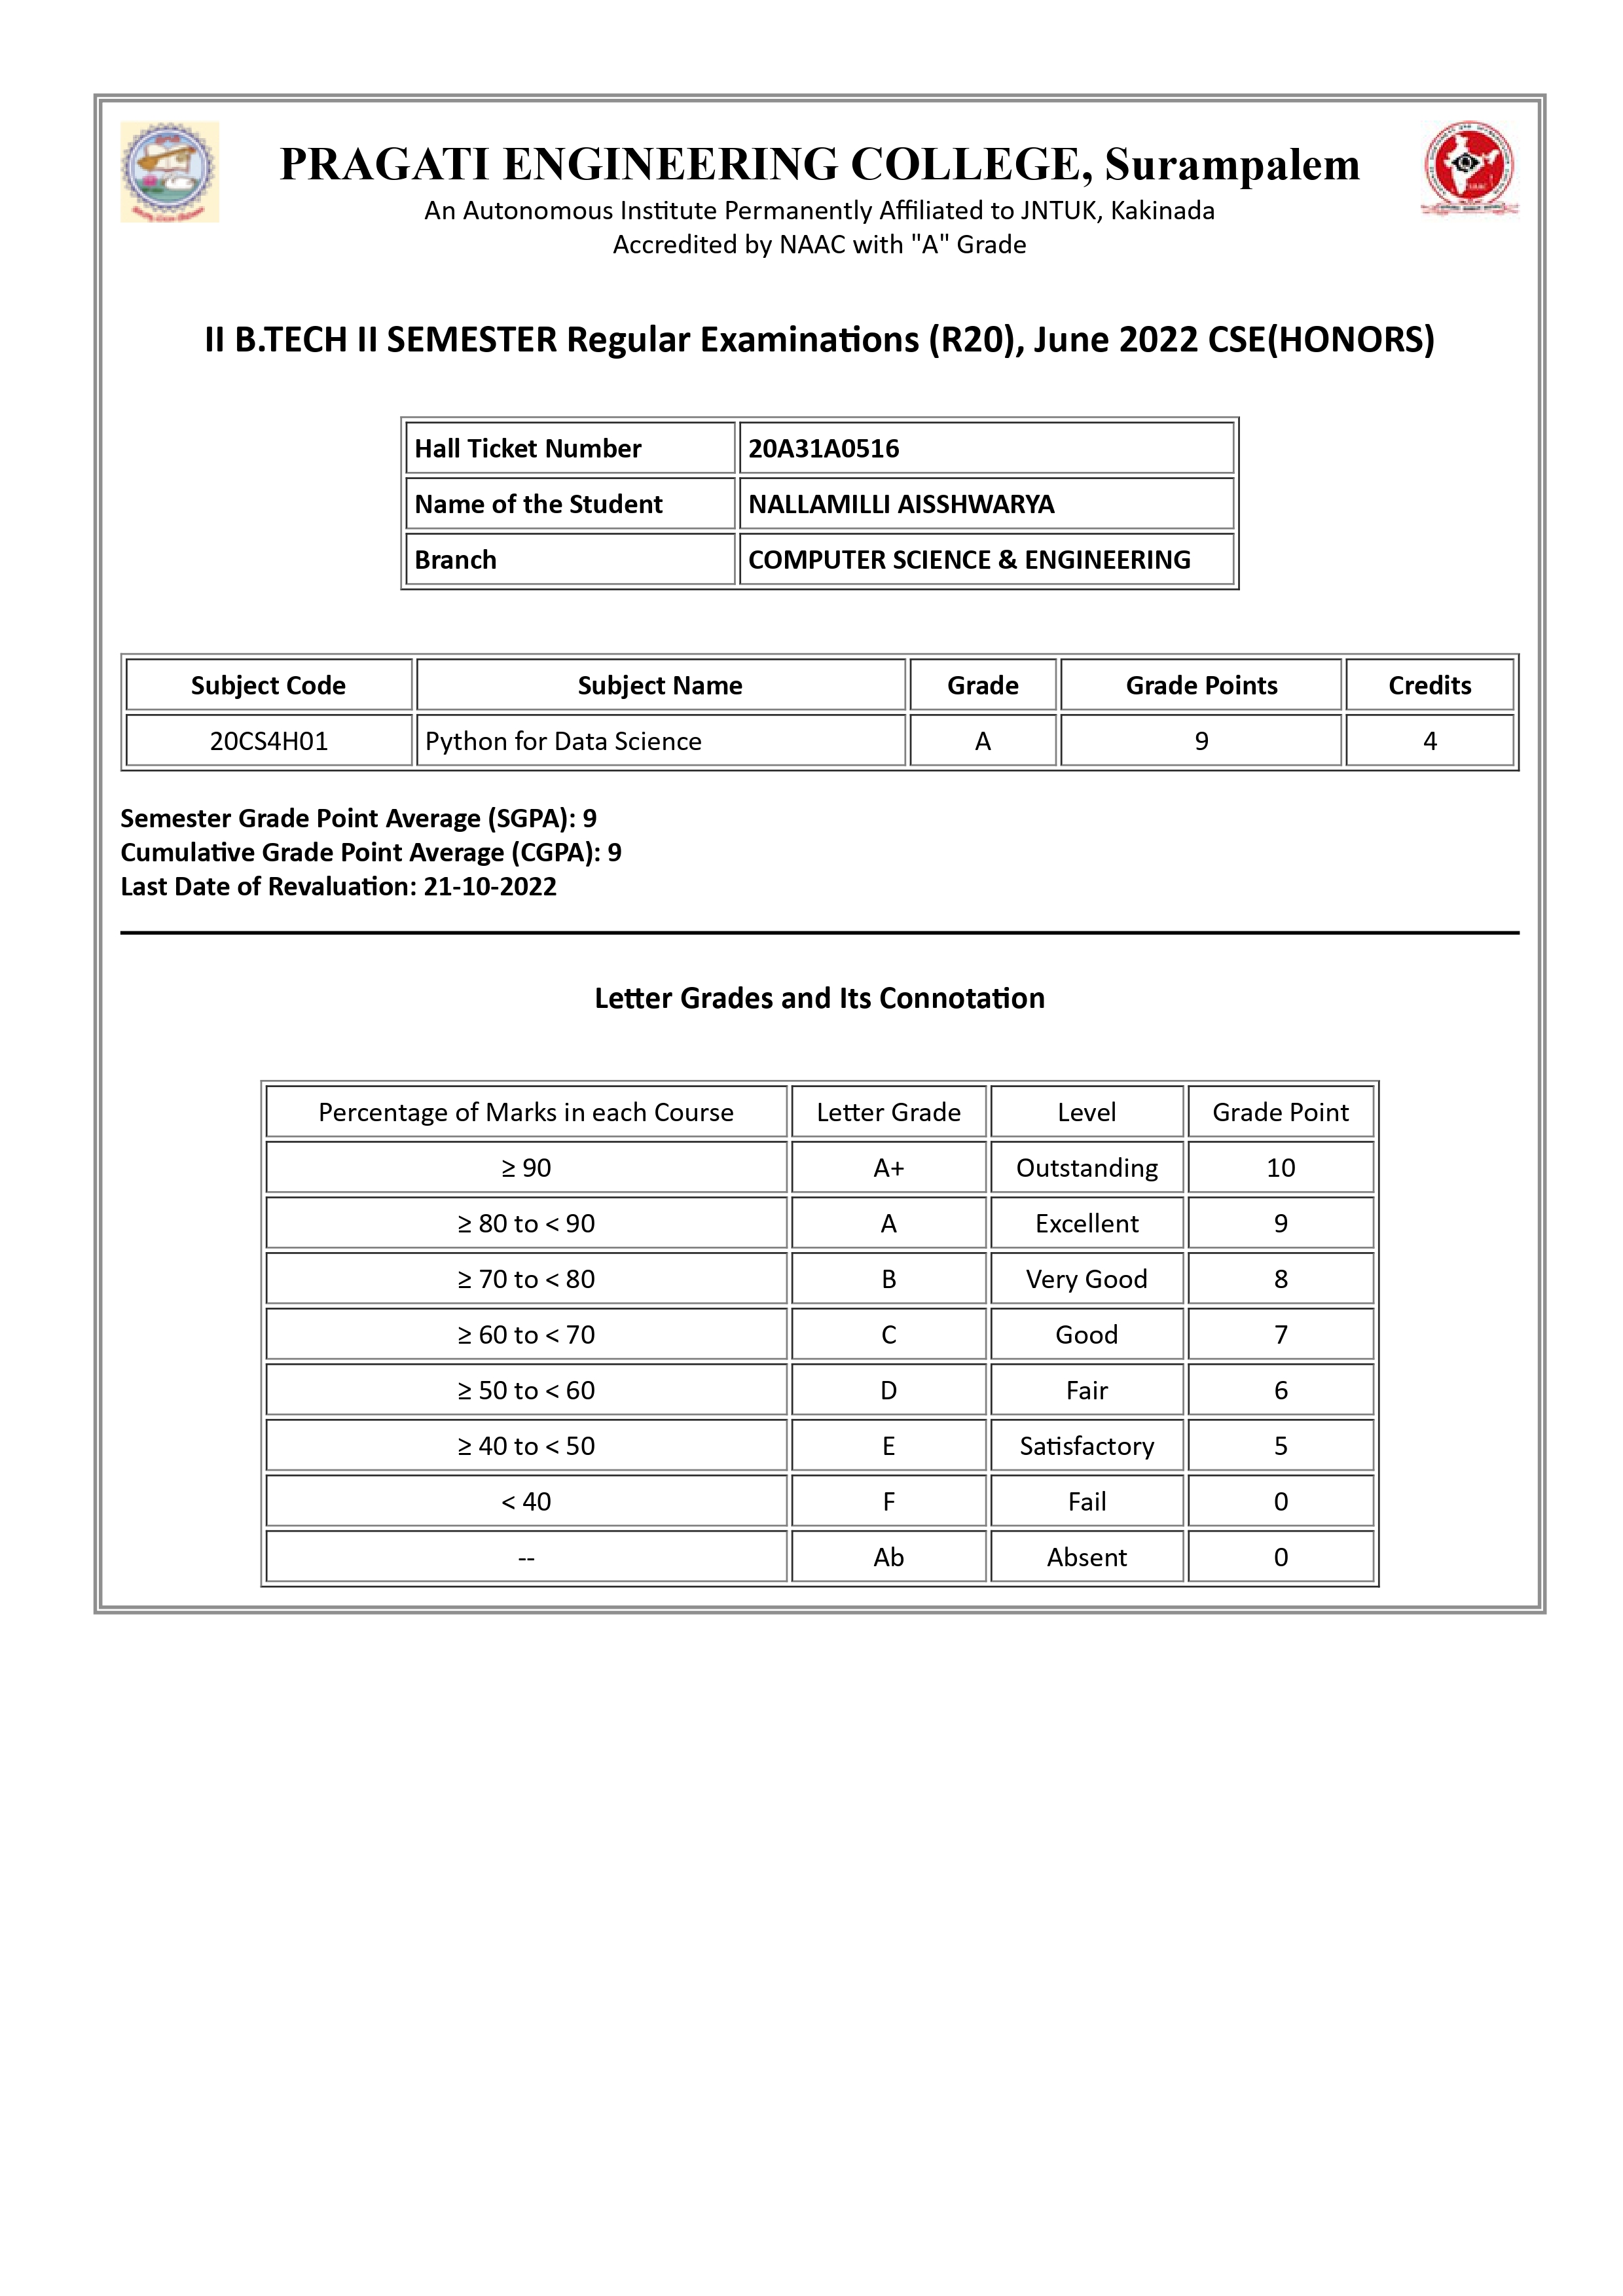 PRAGATI ENGINEERING COLLEGE, Surampalem
An Autonomous Institute Permanently Affiliated to JNTUK, Kakinada
Accredited by NAAC with "A" Grade
II B.TECH II SEMESTER Regular Examinations (R20), June 2022 CSE(HONORS)
Hall Ticket Number 20A31A0516
Name of the Student NALLAMILLI AISSHWARYA
Branch COMPUTER SCIENCE & ENGINEERING
Subject Code Subject Name Grade Grade Points Credits
20CS4H01 Python for Data Science A 9 4
Semester Grade Point Average (SGPA): 9
Cumulative Grade Point Average (CGPA): 9
Last Date of Revaluation: 21-10-2022
Letter Grades and Its Connotation
Percentage of Marks in each Course Letter Grade Level Grade Point
≥ 90 A+ Outstanding 10
≥ 80 to < 90 A Excellent 9
≥ 70 to < 80 B Very Good 8
≥ 60 to < 70 C Good 7
≥ 50 to < 60 D Fair 6
≥ 40 to < 50 E Satisfactory 5
< 40 F Fail 0
-- Ab Absent 0